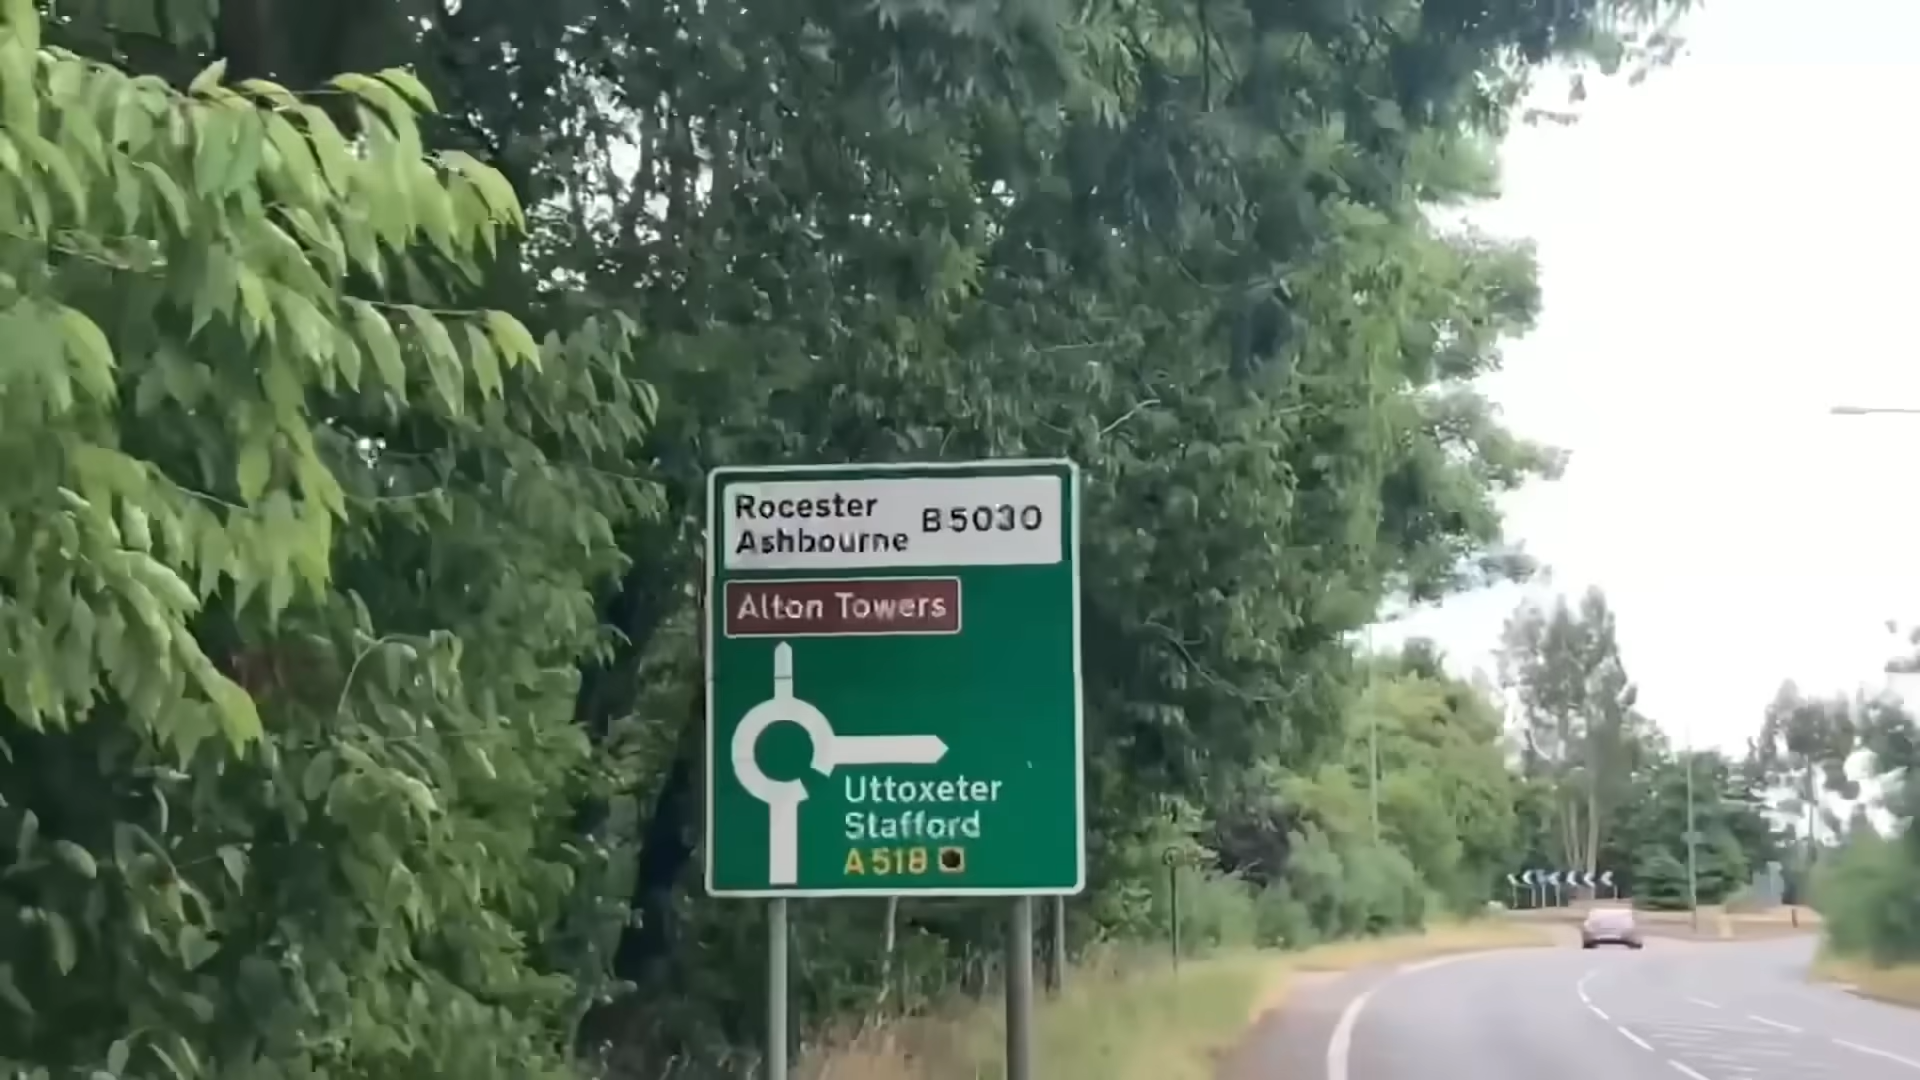 Rocester
Ashbourne B5030
Alton Towers
Uttoxeter
Stafford
A518